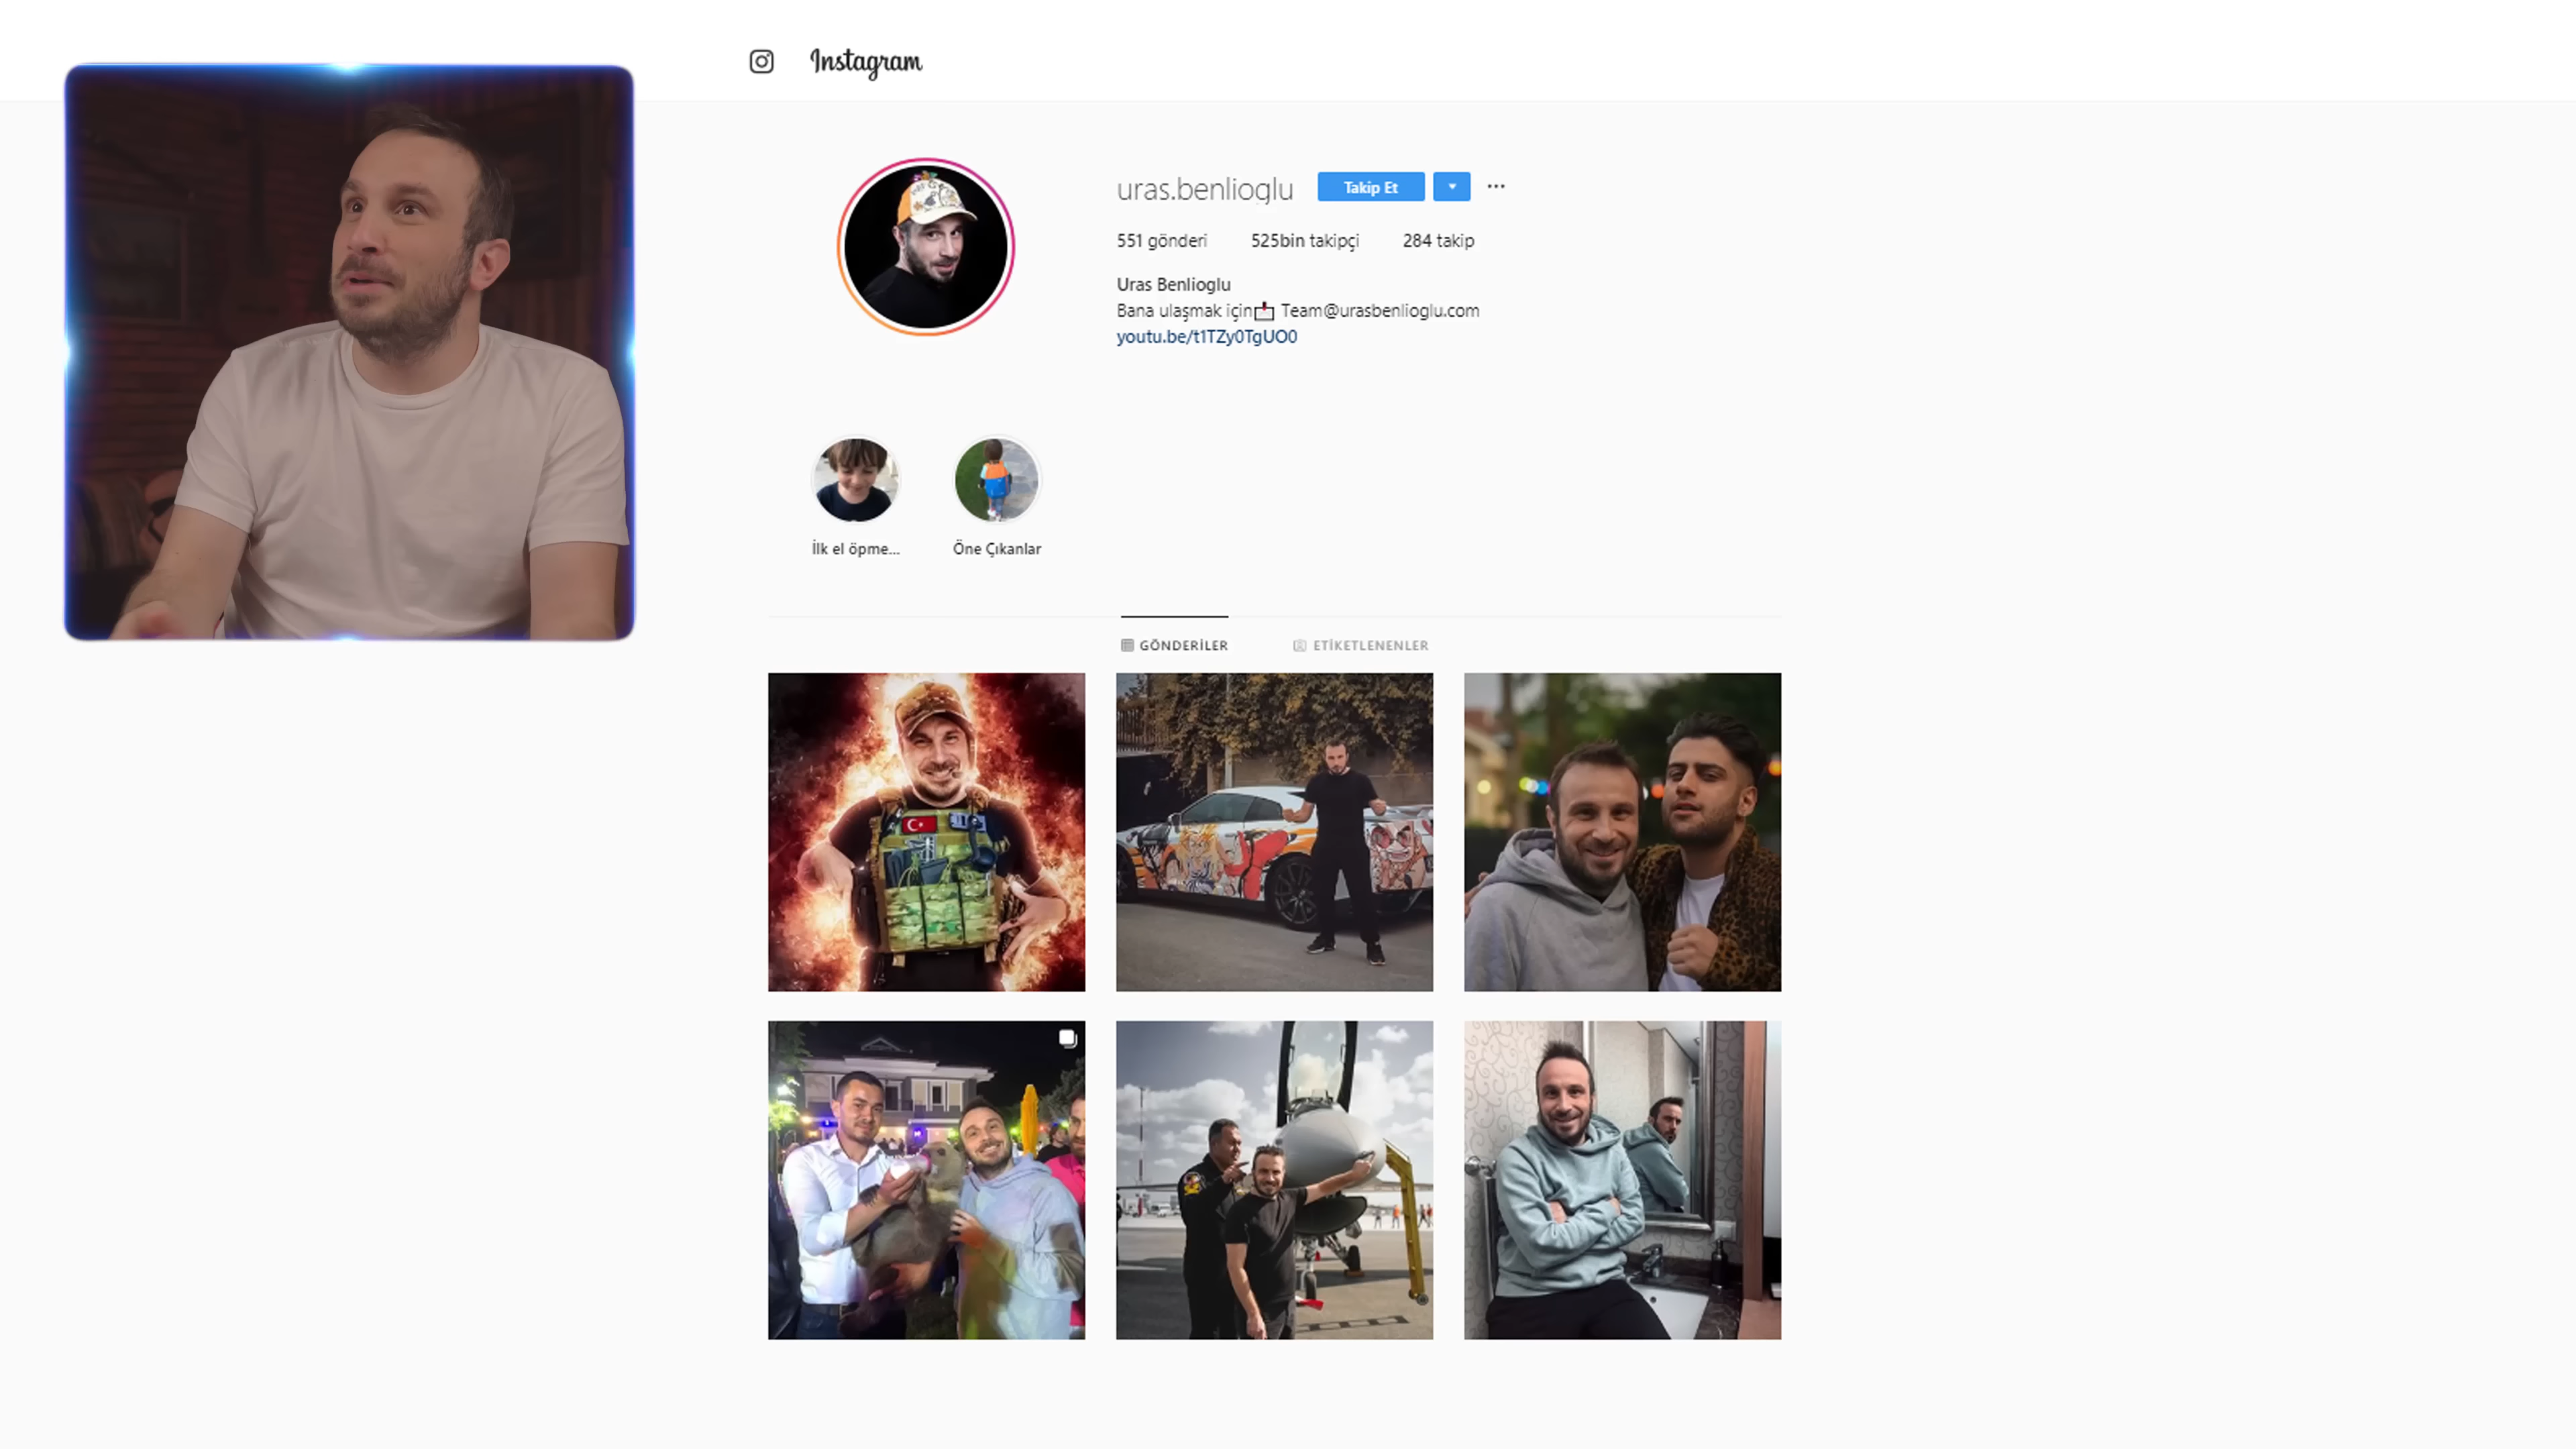 Instagram
uras.benlioglu Takip Et
551 gönderi 525bin takipçi 284 takip
Uras Benlioglu
Bana ulaşmak için Team@urasbenlioglu.com
youtu.be/t1TZy0TgUO0
İlk el öpme... Öne Çıkanlar
GÖNDERİLER ETİKETLENENLER